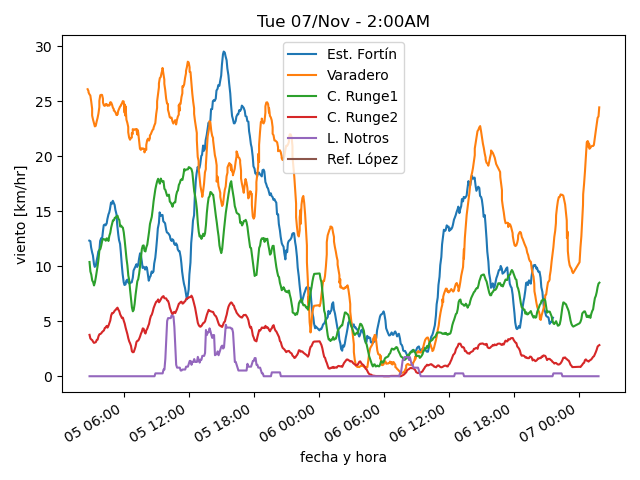 Tue 07/Nov - 2:00AM
Est. Fortín
Varadero
C. Runge1
C. Runge2
L. Notros
Ref. López
viento [km/hr]
30
25
20
15
10
5
0
05 06:00
05 12:00
05 18:00
06 00:00
06 06:00
06 12:00
06 18:00
07 00:00
fecha y hora